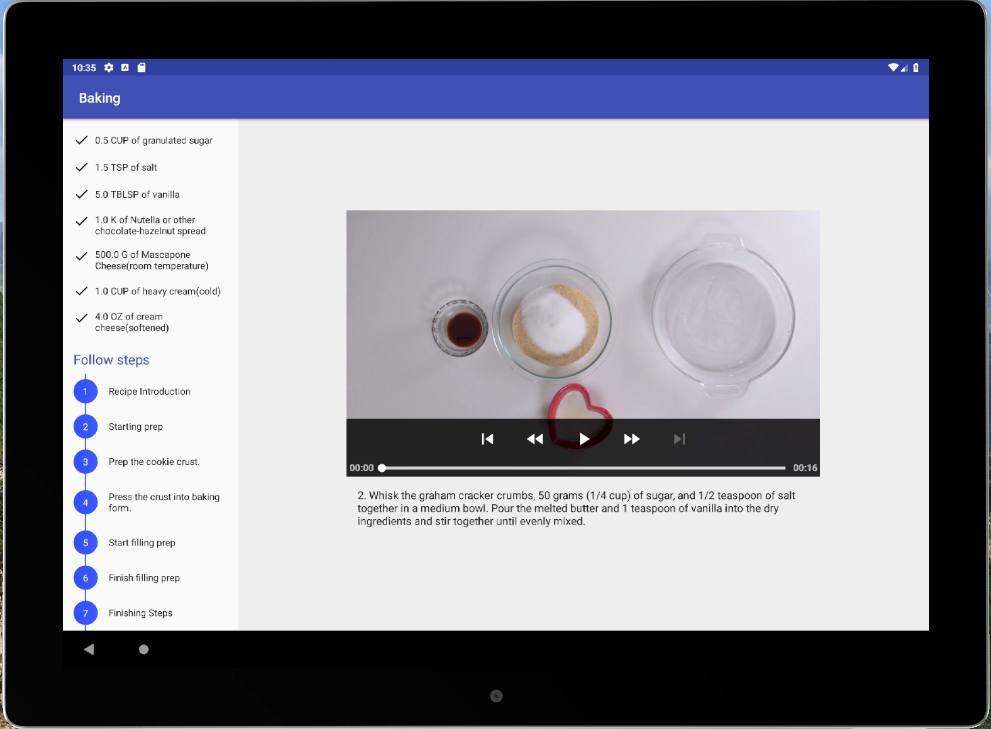 10:35
Baking
0.5 CUP of granulated sugar
1.5 TSP of salt
5.0 TBLSP of vanilla
1.0 K of Nutella or other
chocolate-hazelnut spread
500.0 G of Mascapone
Cheese(room temperature)
1.0 CUP of heavy cream(cold)
4.0 OZ of cream
cheese(softened)
Follow steps
1 Recipe Introduction
2 Starting prep
3 Prep the cookie crust.
4 Press the crust into baking
form.
5 Start filling prep
6 Finish filling prep
7 Finishing Steps
00:00
00:16
2. Whisk the graham cracker crumbs, 50 grams (1/4 cup) of sugar, and 1/2 teaspoon of salt
together in a medium bowl. Pour the melted butter and 1 teaspoon of vanilla into the dry
ingredients and stir together until evenly mixed.